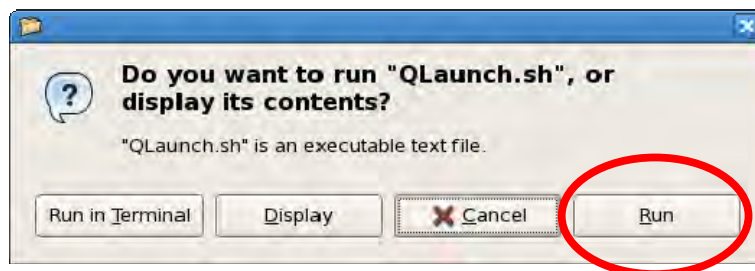 Do you want to run "QLaunch.sh", or
display its contents?
"QLaunch.sh" is an executable text file.
Run in Terminal Display Cancel Run